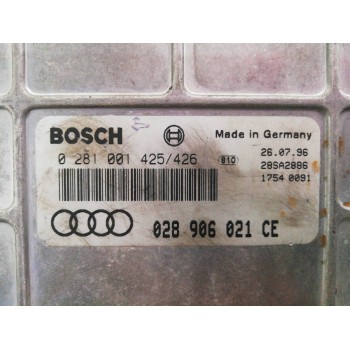 BOSCH
Made in Germany
0 281 001 425/426
810
26.07.96
28SA2886
1754 0091
028 906 021 CE